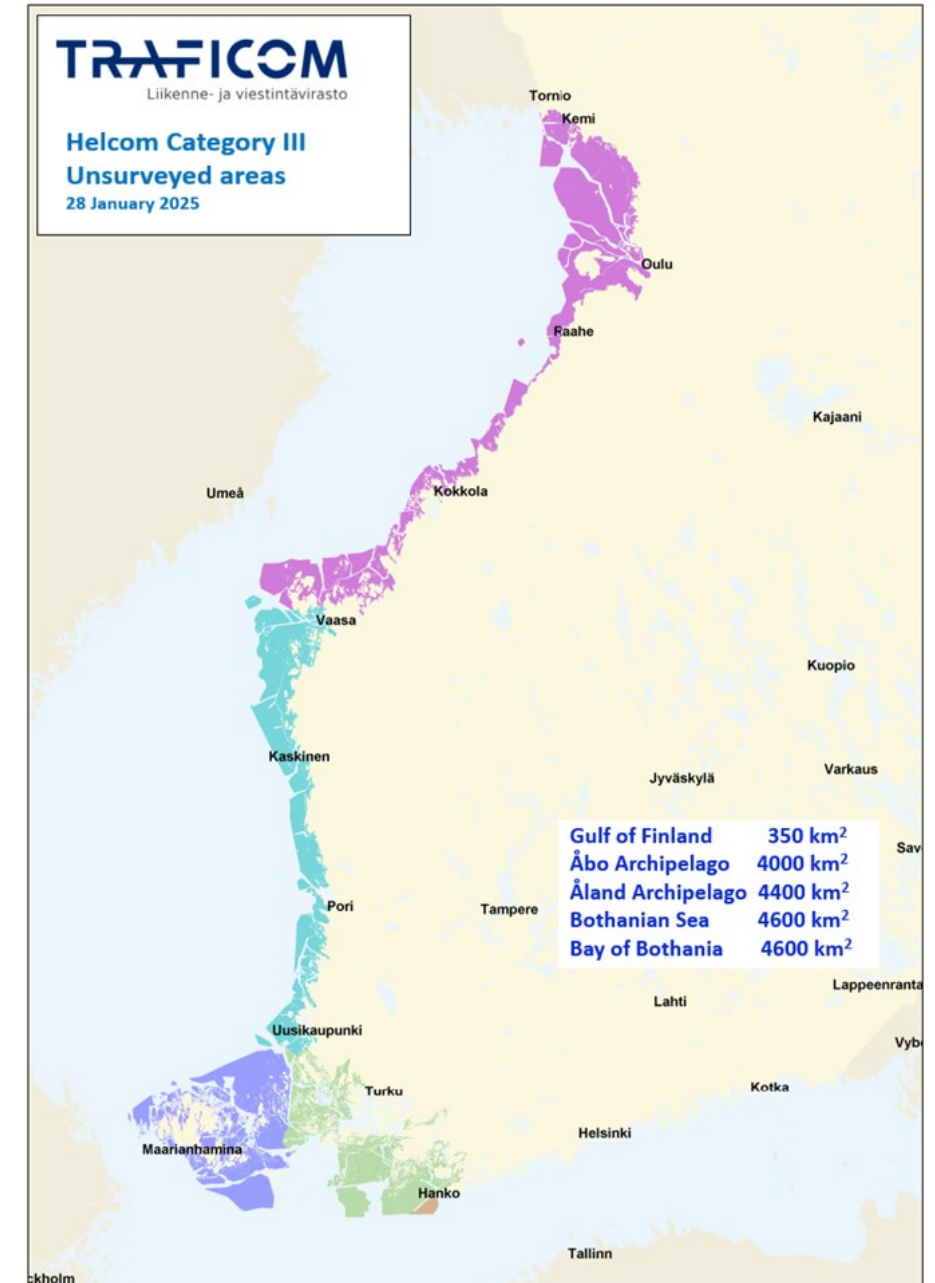 TRAFICOM
Liikenne- ja viestintävirasto
Helcom Category III
Unsurveyed areas
28 January 2025
Tornio
Kemi
Oulu
Raahe
Kajaani
Umeå
Kokkola
Vaasa
Kuopio
Kaskinen
Jyväskylä
Varkaus
Gulf of Finland 350 km²
Åbo Archipelago 4000 km²
Åland Archipelago 4400 km²
Bothanian Sea 4600 km²
Bay of Bothania 4600 km²
Sav
Pori
Tampere
Lappeenranta
Lahti
Uusikaupunki
Vyb
Turku
Kotka
Helsinki
Maarianhamina
Hanko
Tallinn
ckholm